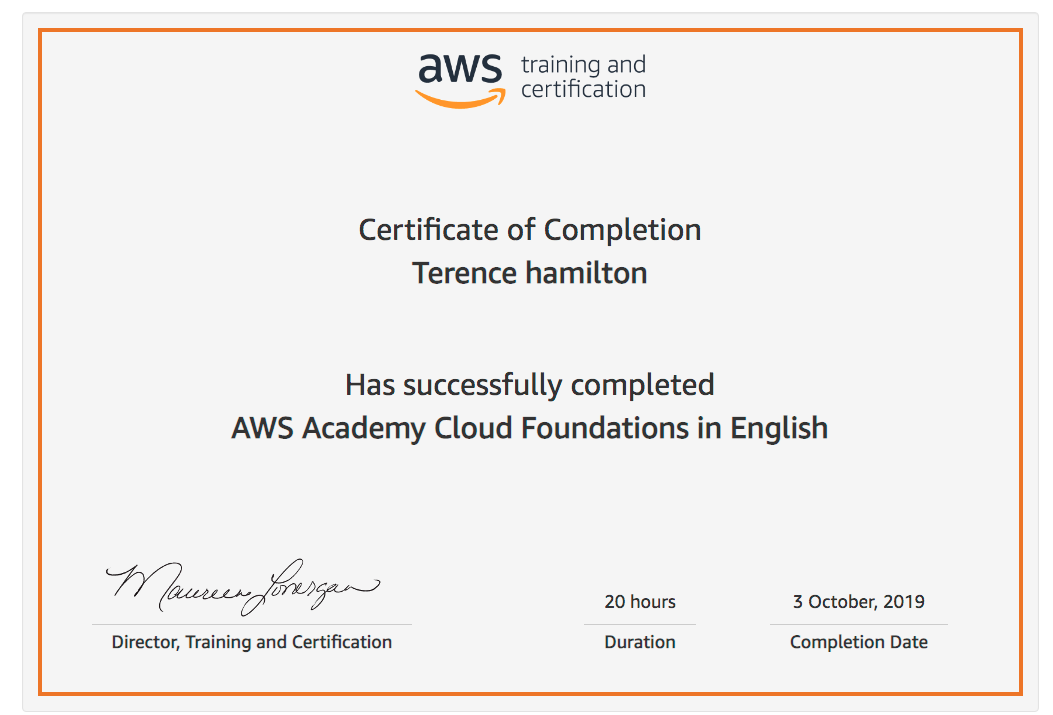 aws training and
certification
Certificate of Completion
Terence hamilton
Has successfully completed
AWS Academy Cloud Foundations in English
Maureen Lonergan
20 hours
3 October, 2019
Director, Training and Certification
Duration
Completion Date